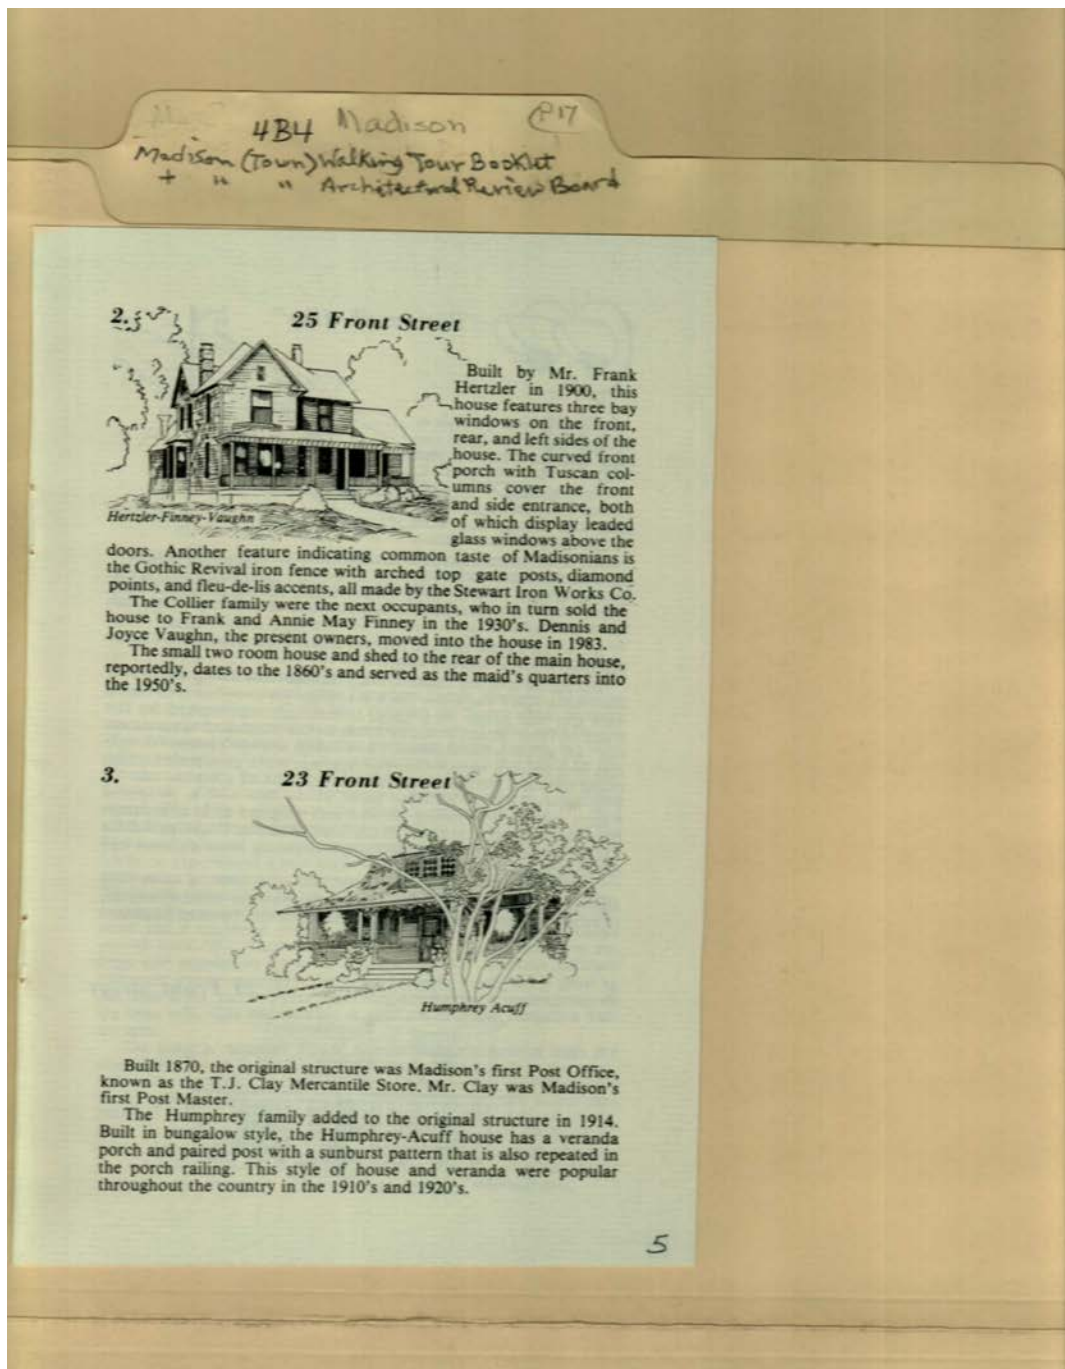 4B4 Madison P17
Madison (Town) Walking Tour Booklet
+ " " Architectural Review Board
2. 25 Front Street
Built by Mr. Frank
Hertzler in 1900, this
house features three bay
windows on the front,
rear, and left sides of the
house. The curved front
porch with Tuscan col-
umns cover the front
and side entrance, both
of which display leaded
glass windows above the
Hertzler-Finney-Vaughn
doors. Another feature indicating common taste of Madisonians is
the Gothic Revival iron fence with arched top gate posts, diamond
points, and fleu-de-lis accents, all made by the Stewart Iron Works Co.
The Collier family were the next occupants, who in turn sold the
house to Frank and Annie May Finney in the 1930's. Dennis and
Joyce Vaughn, the present owners, moved into the house in 1983.
The small two room house and shed to the rear of the main house,
reportedly, dates to the 1860's and served as the maid's quarters into
the 1950's.
3. 23 Front Street
Humphrey Acuff
Built 1870, the original structure was Madison's first Post Office,
known as the T.J. Clay Mercantile Store. Mr. Clay was Madison's
first Post Master.
The Humphrey family added to the original structure in 1914.
Built in bungalow style, the Humphrey-Acuff house has a veranda
porch and paired post with a sunburst pattern that is also repeated in
the porch railing. This style of house and veranda were popular
throughout the country in the 1910's and 1920's.
5